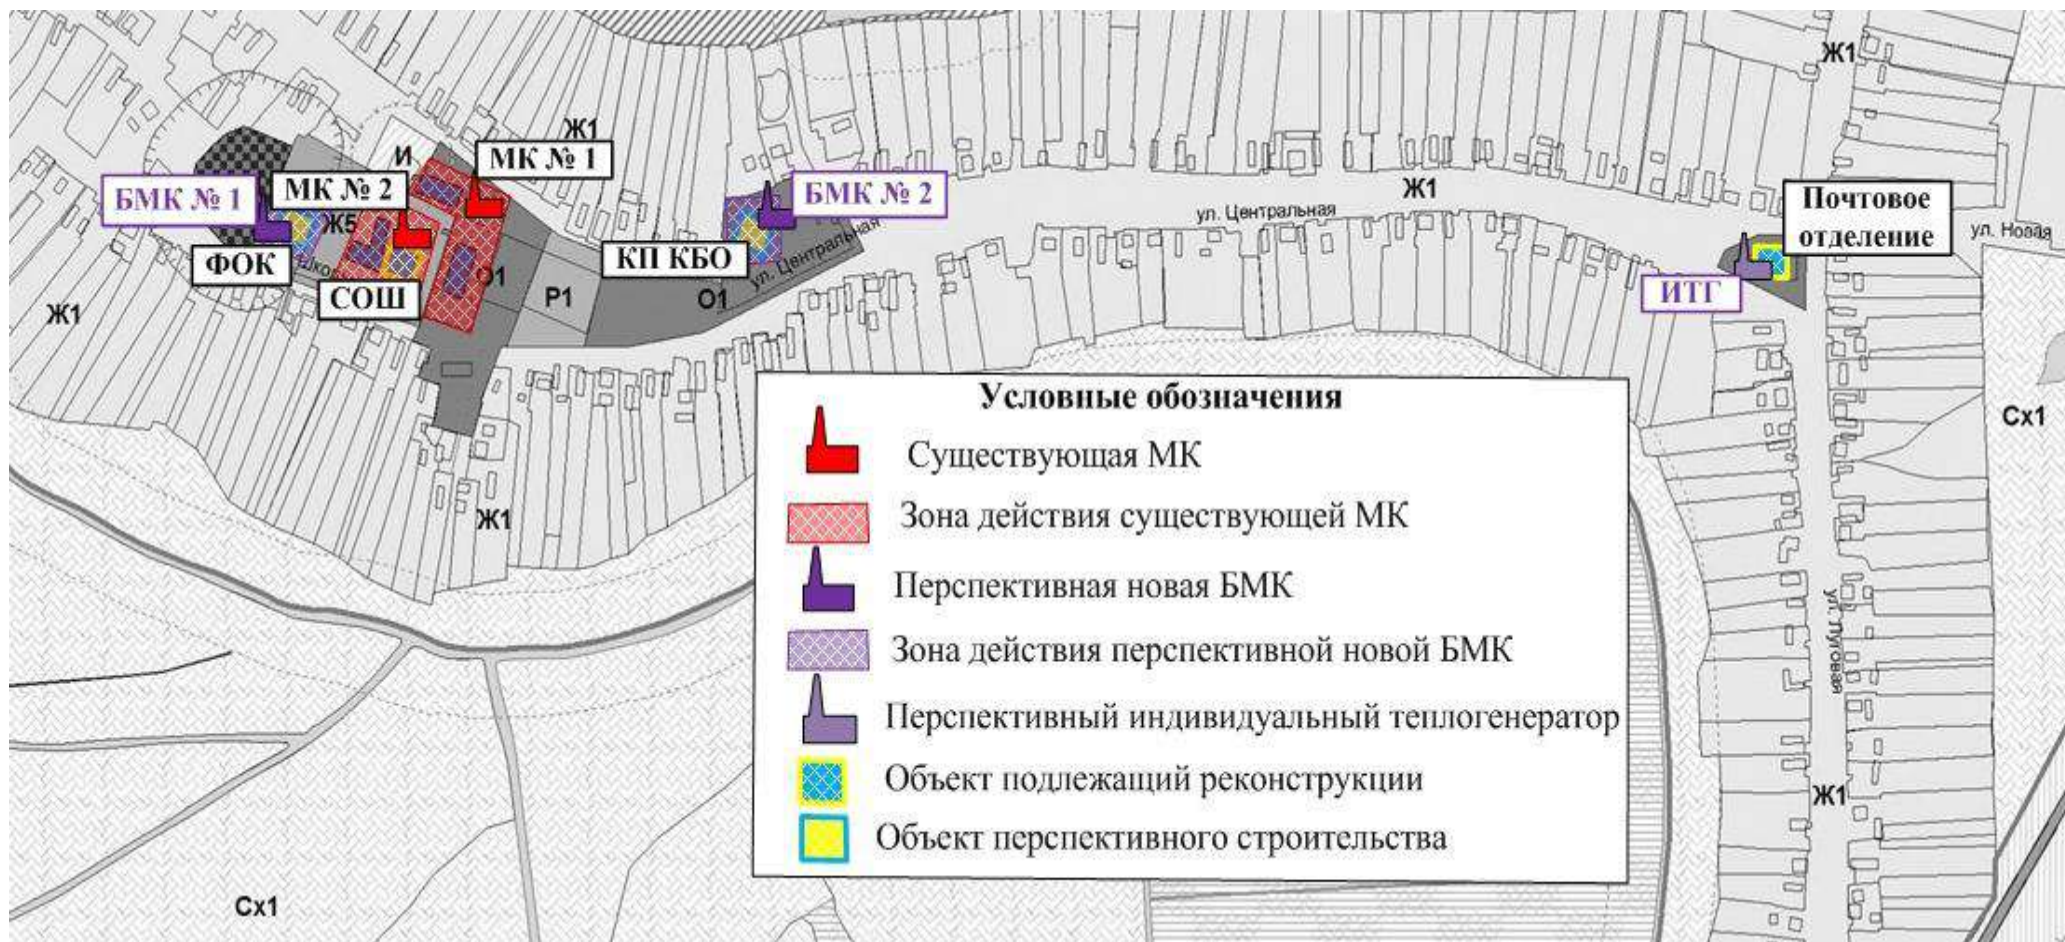 Ж1
Ж1
МК № 1
И
МК № 2
БМК № 1
БМК № 2
Ж5
ФОК
СОШ
О1
Р1
КП КБО
О1
ул. Центральная
ул. Центральная
Ж1
Почтовое
отделение
ул. Новая
ИТГ
Ж1
Ж1
Сх1
ул. Луговая
Ж1
Сх1
Условные обозначения
Существующая МК
Зона действия существующей МК
Перспективная новая БМК
Зона действия перспективной новой БМК
Перспективный индивидуальный теплогенератор
Объект подлежащий реконструкции
Объект перспективного строительства